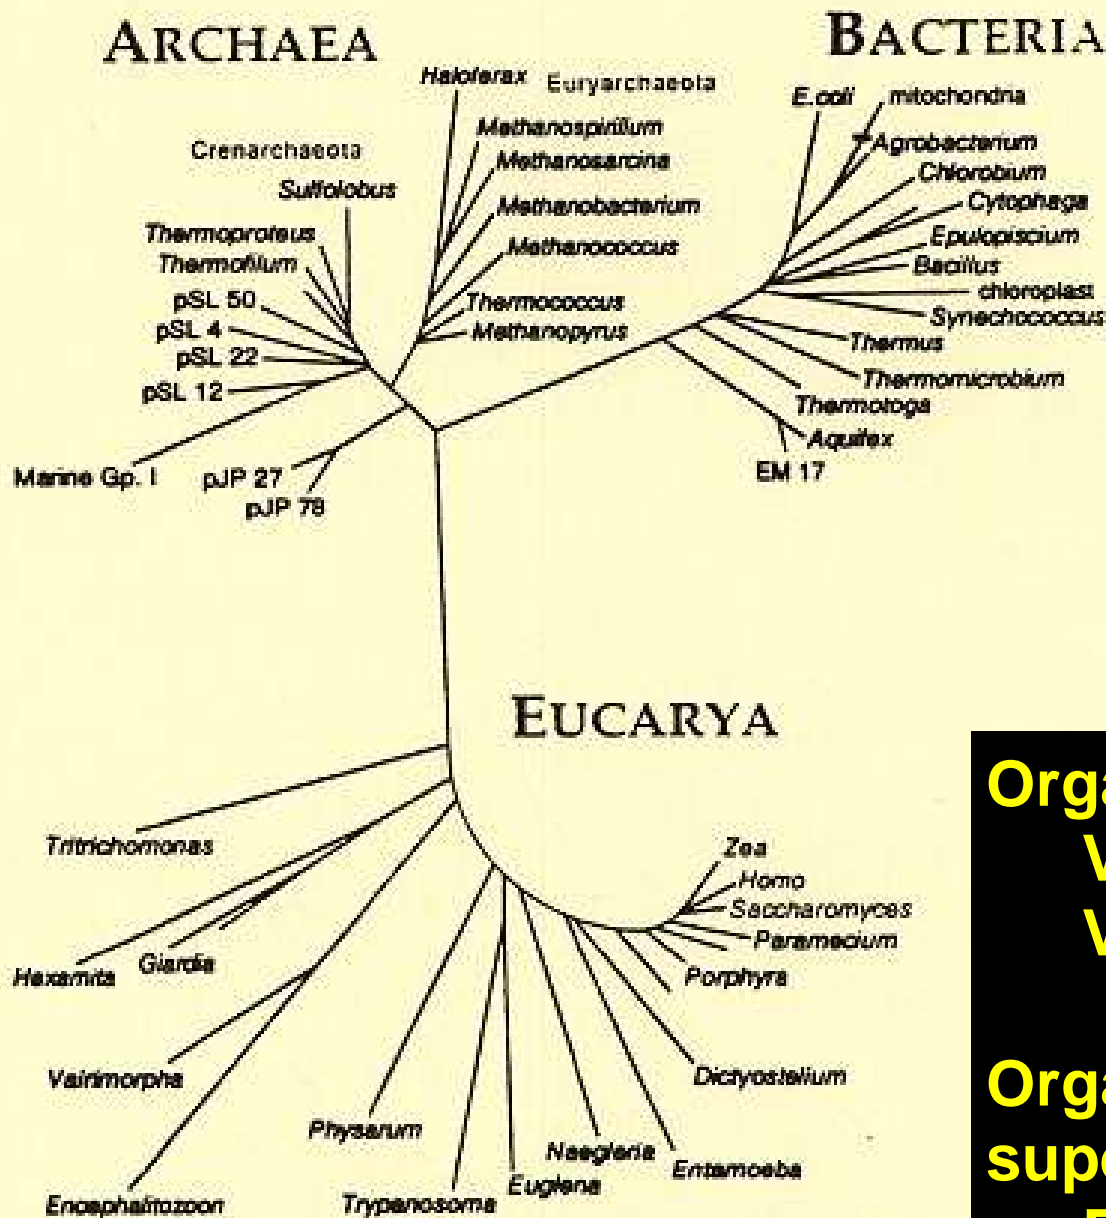 ARCHAEA
BACTERIA
Haloferax
Euryarchaeota
Methanospirillum
Methanosarcina
Methanobacterium
Methanococcus
Thermococcus
Methanopyrus
Crenarchaeota
Sulfolobus
Thermoproteus
Thermofilum
pSL 50
pSL 4
pSL 22
pSL 12
Marine Gp. I
pJP 27
pJP 78
E.coli
mitochondria
Agrobacterium
Chlorobium
Cytophaga
Epulopiscium
Bacillus
chloroplast
Synechococcus
Thermus
Thermomicrobium
Thermotoga
Aquifex
EM 17
EUCARYA
Tritrichomonas
Zea
Homo
Saccharomyces
Paramecium
Porphyra
Hexamita
Giardia
Vairimorpha
Dictyostelium
Physarum
Naegleria
Entamoeba
Euglena
Encephalitozoon
Trypanosoma
Orga
V
V
Orga
supe